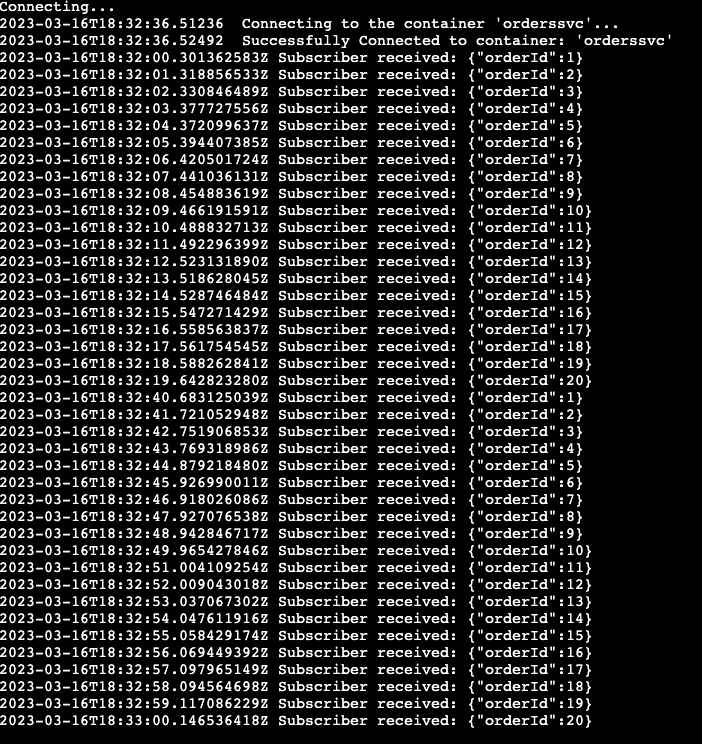 Connecting...
2023-03-16T18:32:36.51236  Connecting to the container 'orderssvc'...
2023-03-16T18:32:36.52492  Successfully Connected to container: 'orderssvc'
2023-03-16T18:32:00.301362583Z Subscriber received: {"orderId":1}
2023-03-16T18:32:01.318856533Z Subscriber received: {"orderId":2}
2023-03-16T18:32:02.330846489Z Subscriber received: {"orderId":3}
2023-03-16T18:32:03.377727556Z Subscriber received: {"orderId":4}
2023-03-16T18:32:04.372099637Z Subscriber received: {"orderId":5}
2023-03-16T18:32:05.394407385Z Subscriber received: {"orderId":6}
2023-03-16T18:32:06.420501724Z Subscriber received: {"orderId":7}
2023-03-16T18:32:07.441036131Z Subscriber received: {"orderId":8}
2023-03-16T18:32:08.454883619Z Subscriber received: {"orderId":9}
2023-03-16T18:32:09.466191591Z Subscriber received: {"orderId":10}
2023-03-16T18:32:10.488832713Z Subscriber received: {"orderId":11}
2023-03-16T18:32:11.492296399Z Subscriber received: {"orderId":12}
2023-03-16T18:32:12.523131890Z Subscriber received: {"orderId":13}
2023-03-16T18:32:13.518628045Z Subscriber received: {"orderId":14}
2023-03-16T18:32:14.528746484Z Subscriber received: {"orderId":15}
2023-03-16T18:32:15.547271429Z Subscriber received: {"orderId":16}
2023-03-16T18:32:16.558563837Z Subscriber received: {"orderId":17}
2023-03-16T18:32:17.561754545Z Subscriber received: {"orderId":18}
2023-03-16T18:32:18.588262841Z Subscriber received: {"orderId":19}
2023-03-16T18:32:19.642823280Z Subscriber received: {"orderId":20}
2023-03-16T18:32:40.683125039Z Subscriber received: {"orderId":1}
2023-03-16T18:32:41.721052948Z Subscriber received: {"orderId":2}
2023-03-16T18:32:42.751906853Z Subscriber received: {"orderId":3}
2023-03-16T18:32:43.769318986Z Subscriber received: {"orderId":4}
2023-03-16T18:32:44.879218480Z Subscriber received: {"orderId":5}
2023-03-16T18:32:45.926990011Z Subscriber received: {"orderId":6}
2023-03-16T18:32:46.918026086Z Subscriber received: {"orderId":7}
2023-03-16T18:32:47.927076538Z Subscriber received: {"orderId":8}
2023-03-16T18:32:48.942846717Z Subscriber received: {"orderId":9}
2023-03-16T18:32:49.965427846Z Subscriber received: {"orderId":10}
2023-03-16T18:32:51.004109254Z Subscriber received: {"orderId":11}
2023-03-16T18:32:52.009043018Z Subscriber received: {"orderId":12}
2023-03-16T18:32:53.037067302Z Subscriber received: {"orderId":13}
2023-03-16T18:32:54.047611916Z Subscriber received: {"orderId":14}
2023-03-16T18:32:55.058429174Z Subscriber received: {"orderId":15}
2023-03-16T18:32:56.069449392Z Subscriber received: {"orderId":16}
2023-03-16T18:32:57.097965149Z Subscriber received: {"orderId":17}
2023-03-16T18:32:58.094564698Z Subscriber received: {"orderId":18}
2023-03-16T18:32:59.117086229Z Subscriber received: {"orderId":19}
2023-03-16T18:33:00.146536418Z Subscriber received: {"orderId":20}